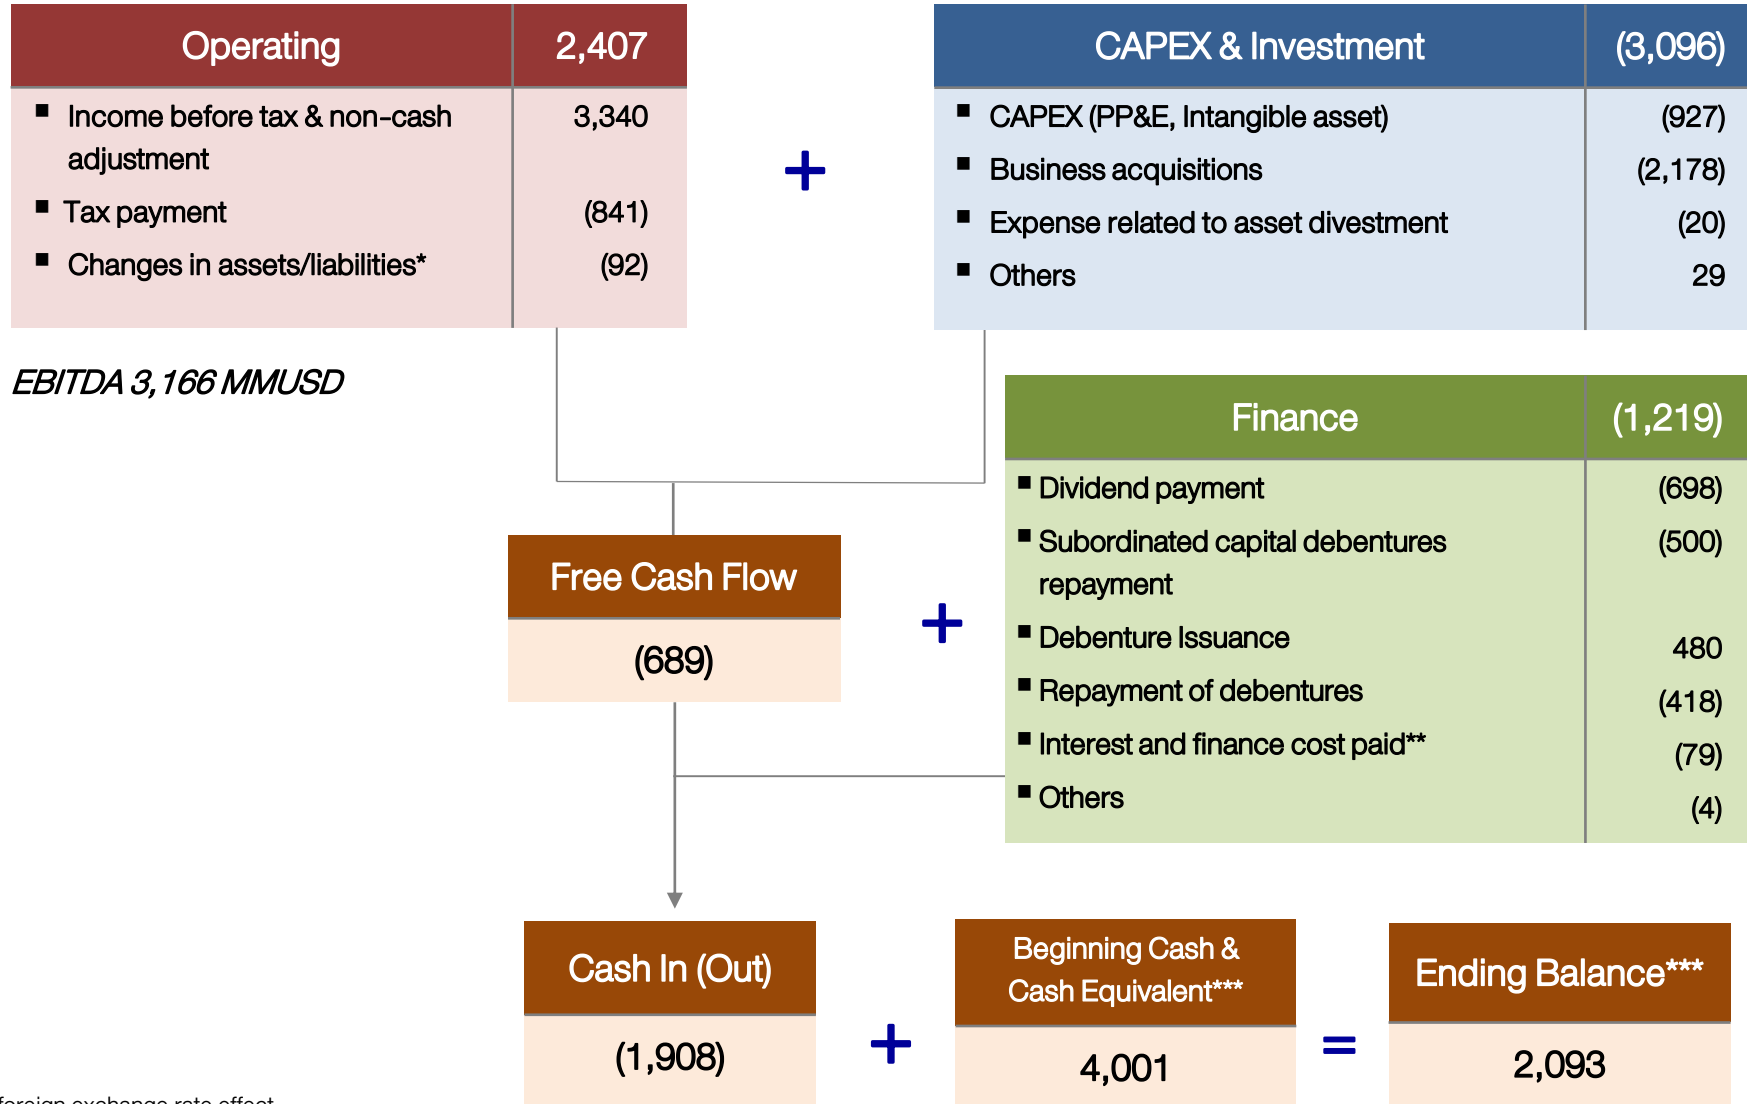 Operating 2,407
■ Income before tax & non-cash 3,340
adjustment
■ Tax payment (841)
■ Changes in assets/liabilities* (92)
+
CAPEX & Investment (3,096)
■ CAPEX (PP&E, Intangible asset) (927)
■ Business acquisitions (2,178)
■ Expense related to asset divestment (20)
■ Others 29
EBITDA 3,166 MMUSD
Free Cash Flow
(689)
+
Finance (1,219)
■ Dividend payment (698)
■ Subordinated capital debentures (500)
repayment
■ Debenture Issuance 480
■ Repayment of debentures (418)
■ Interest and finance cost paid** (79)
■ Others (4)
Cash In (Out)
(1,908)
+
Beginning Cash &
Cash Equivalent***
4,001
=
Ending Balance***
2,093
foreign exchange rate effect